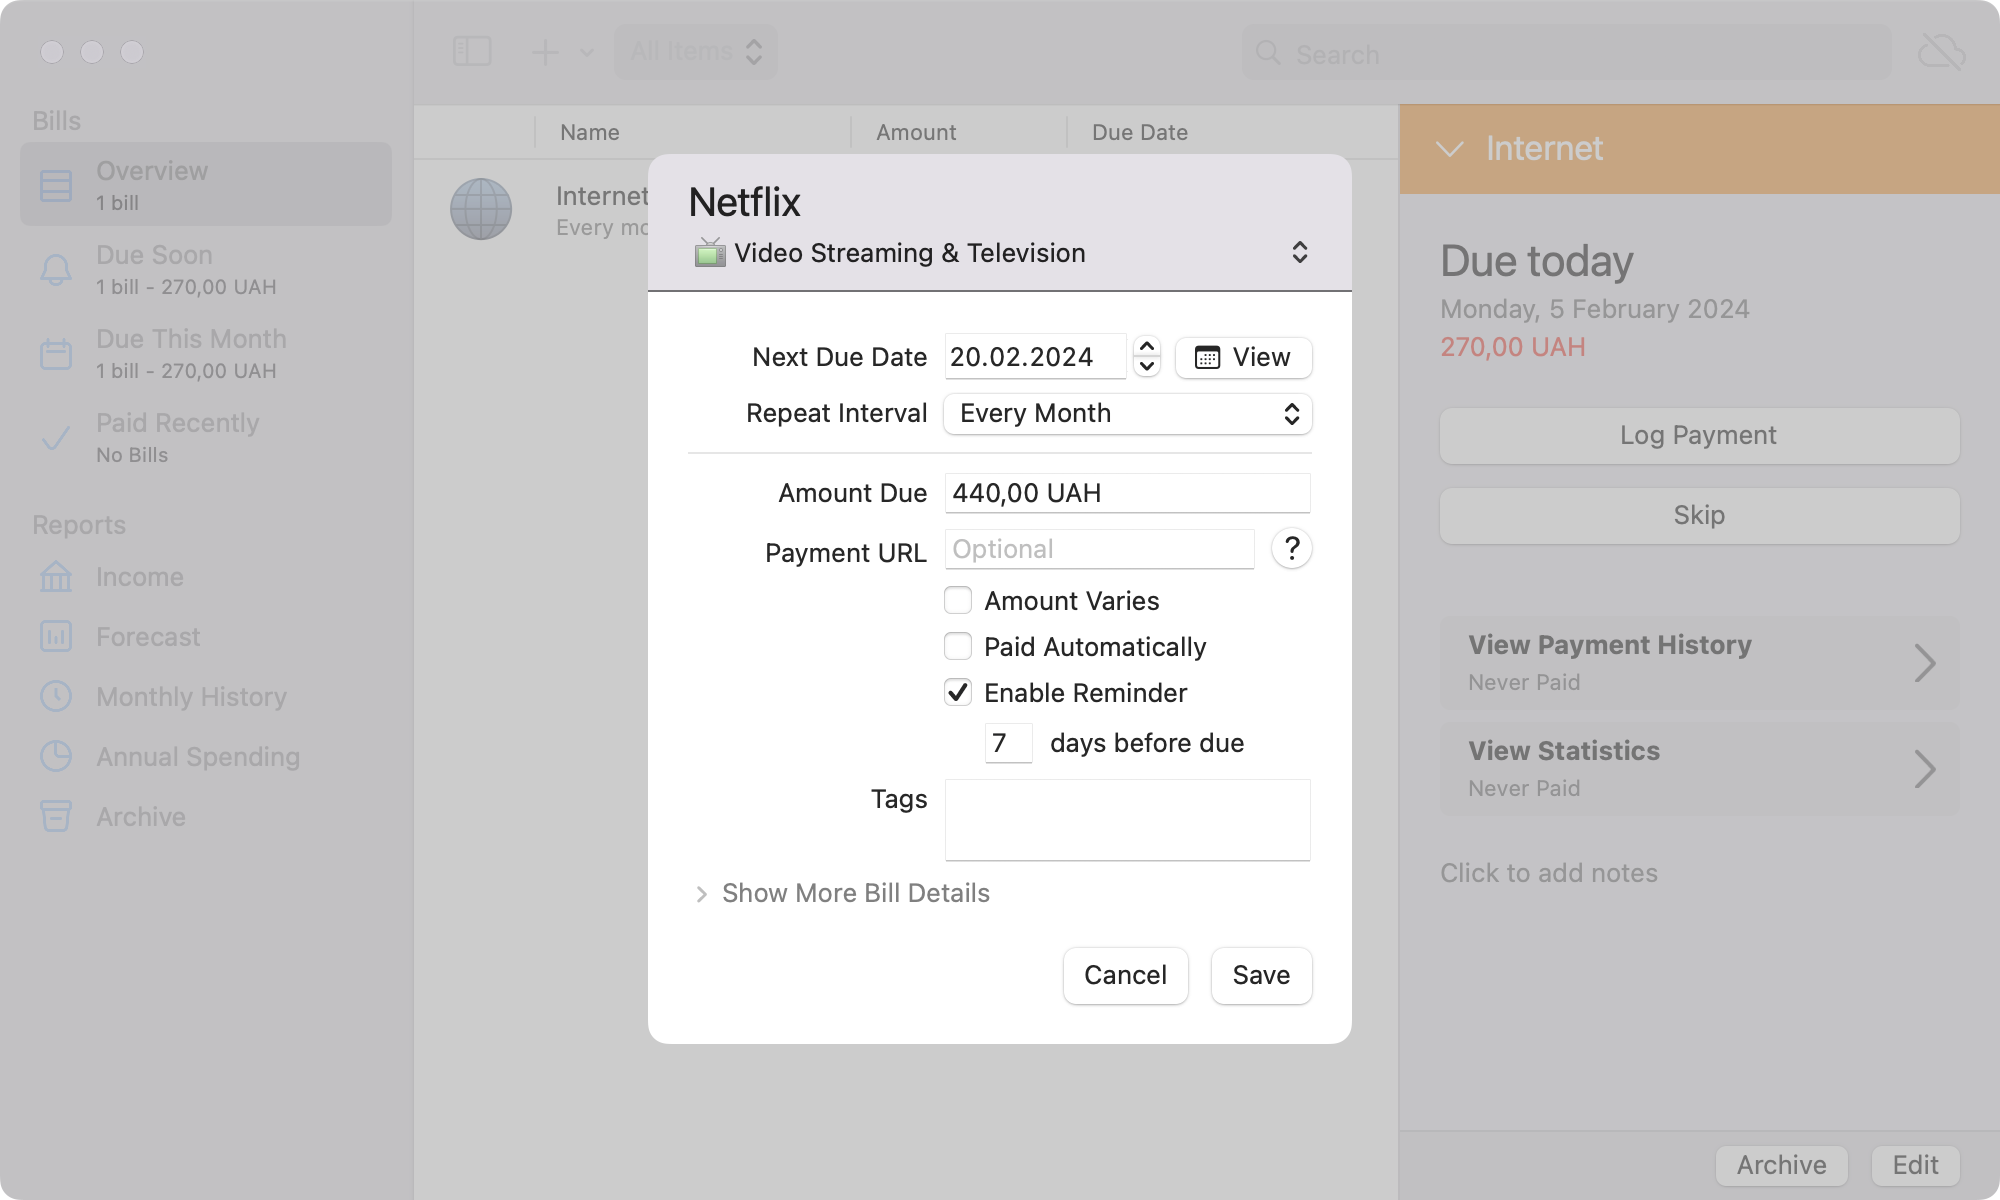 All Items
Search
Bills
Overview
1 bill
Due Soon
1 bill - 270,00 UAH
Due This Month
1 bill - 270,00 UAH
Paid Recently
No Bills
Reports
Income
Forecast
Monthly History
Annual Spending
Archive
Name
Amount
Due Date
Internet
Every mo
Netflix
Video Streaming & Television
Next Due Date 20.02.2024 View
Repeat Interval Every Month
Amount Due 440,00 UAH
Payment URL Optional ?
Amount Varies
Paid Automatically
Enable Reminder
7 days before due
Tags
Show More Bill Details
Cancel Save
Internet
Due today
Monday, 5 February 2024
270,00 UAH
Log Payment
Skip
View Payment History
Never Paid
View Statistics
Never Paid
Click to add notes
Archive Edit